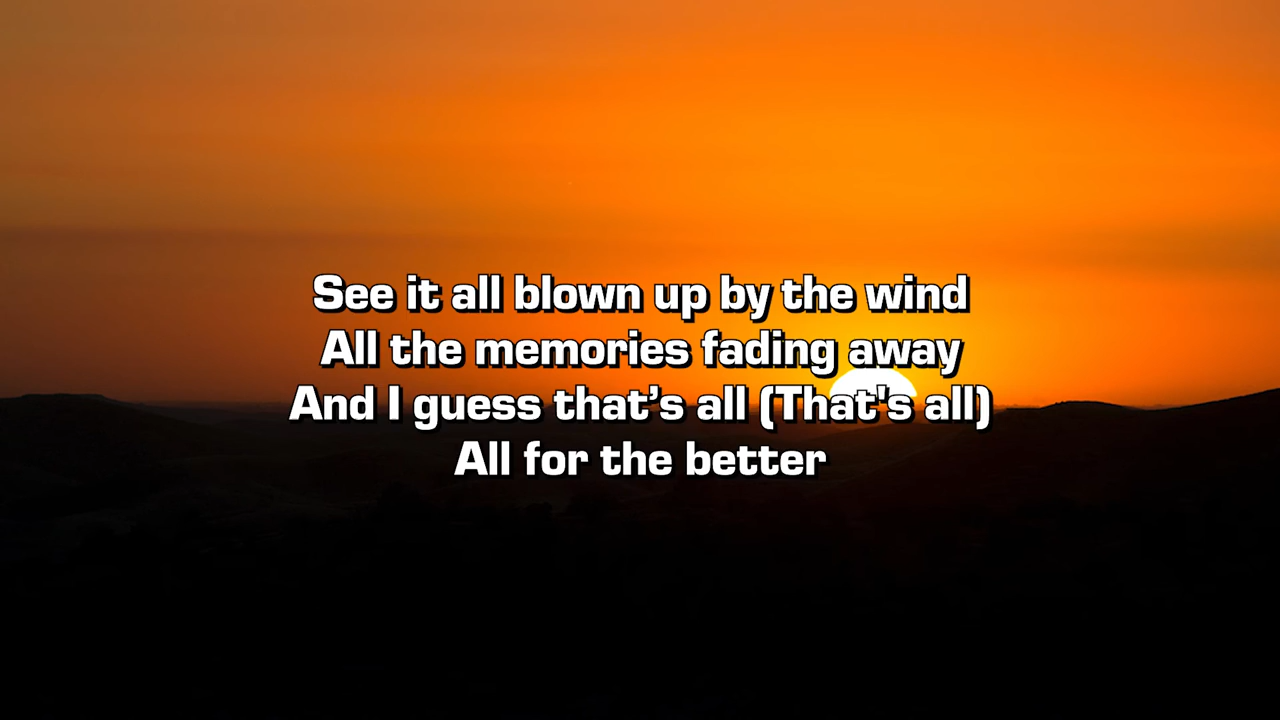 See it all blown up by the wind
All the memories fading away
And I guess that’s all (That's all)
All for the better